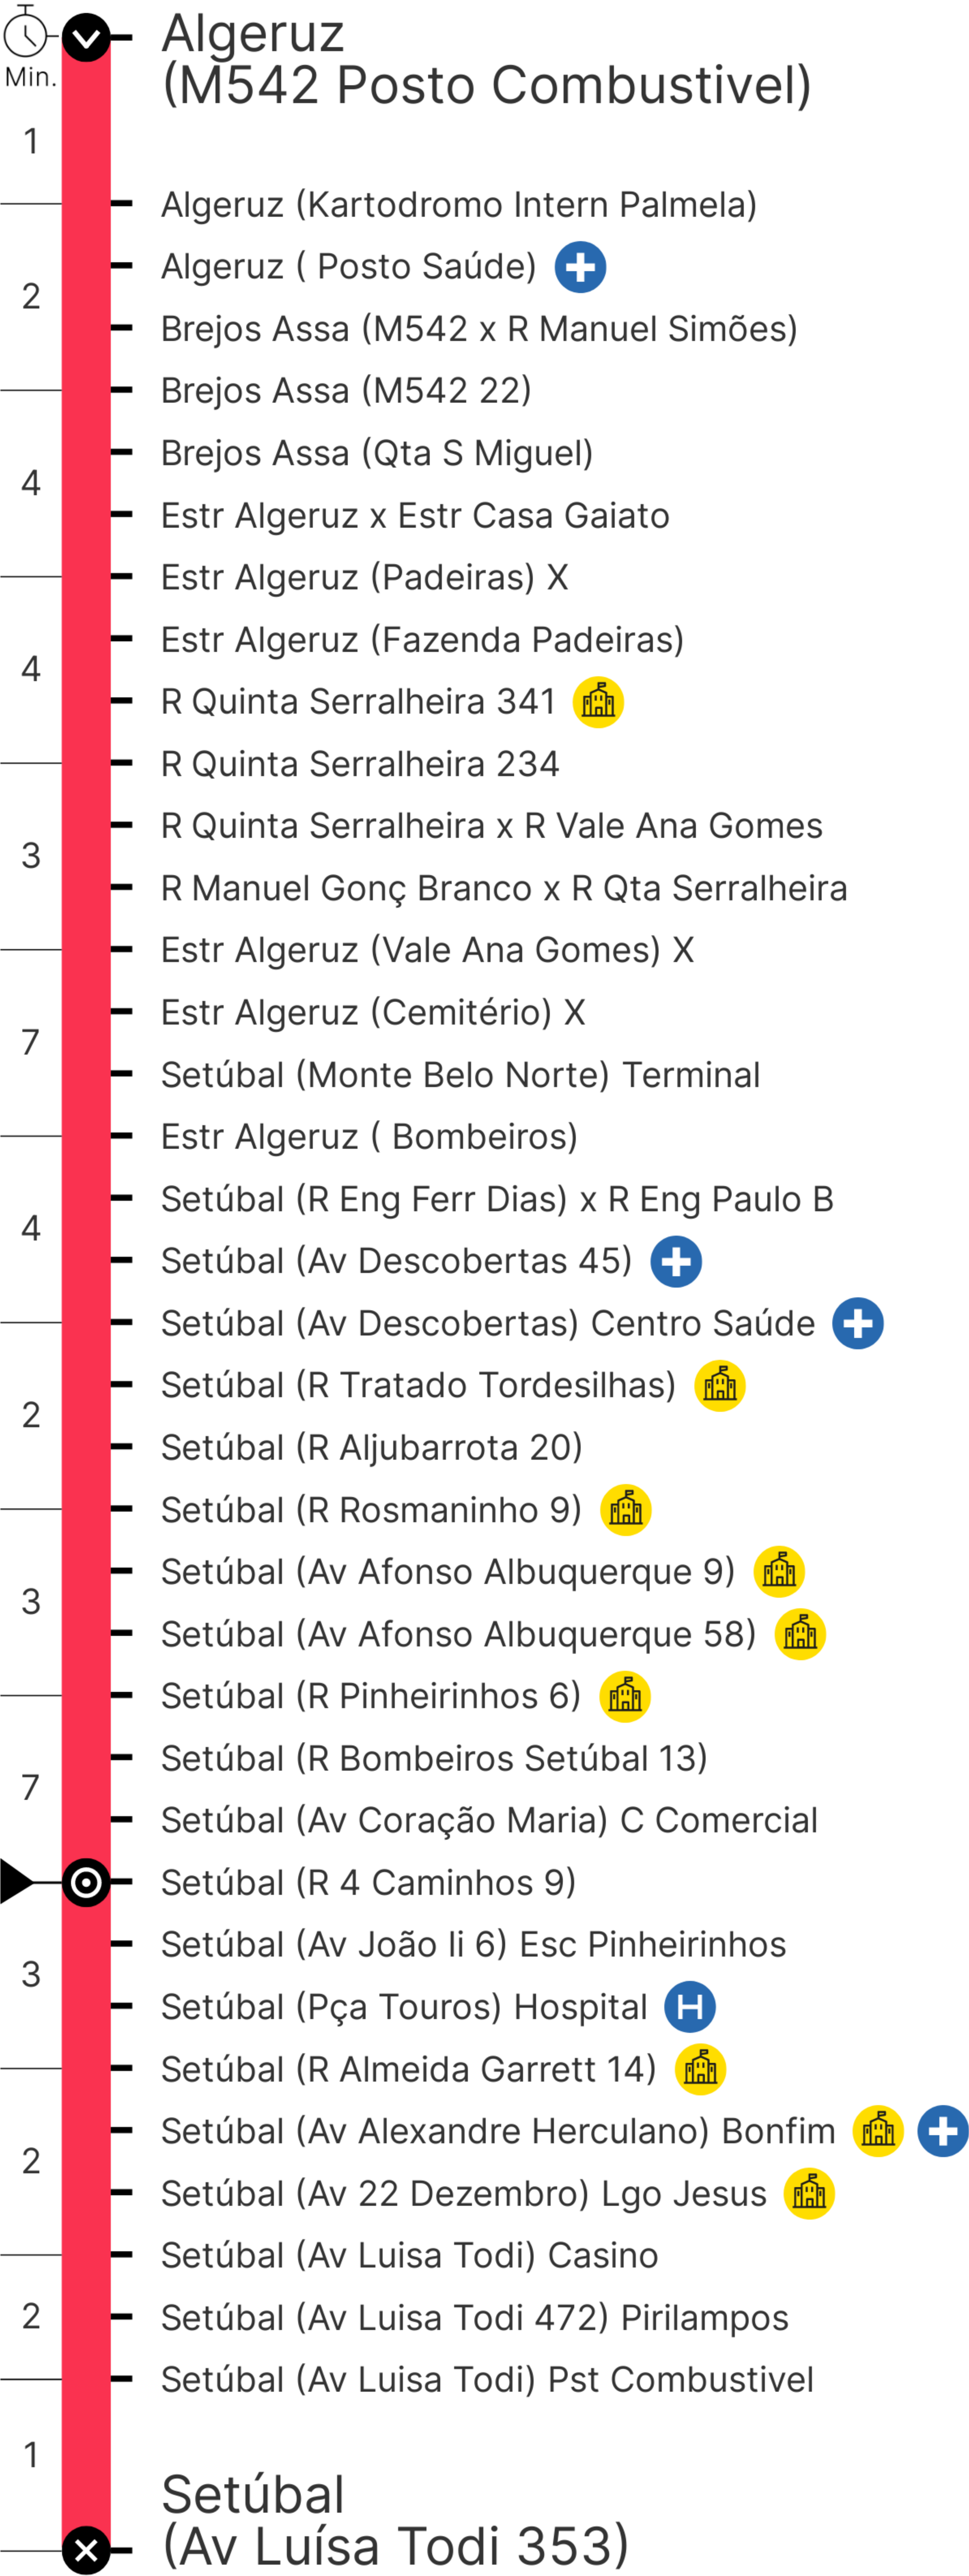 Algeruz
(M542 Posto Combustivel)
Min.
1
Algeruz (Kartodromo Intern Palmela)
Algeruz ( Posto Saúde)
2
Brejos Assa (M542 x R Manuel Simões)
Brejos Assa (M542 22)
Brejos Assa (Qta S Miguel)
4
Estr Algeruz x Estr Casa Gaiato
Estr Algeruz (Padeiras) X
Estr Algeruz (Fazenda Padeiras)
4
R Quinta Serralheira 341
R Quinta Serralheira 234
R Quinta Serralheira x R Vale Ana Gomes
3
R Manuel Gonç Branco x R Qta Serralheira
Estr Algeruz (Vale Ana Gomes) X
Estr Algeruz (Cemitério) X
7
Setúbal (Monte Belo Norte) Terminal
Estr Algeruz ( Bombeiros)
Setúbal (R Eng Ferr Dias) x R Eng Paulo B
4
Setúbal (Av Descobertas 45)
Setúbal (Av Descobertas) Centro Saúde
Setúbal (R Tratado Tordesilhas)
2
Setúbal (R Aljubarrota 20)
Setúbal (R Rosmaninho 9)
Setúbal (Av Afonso Albuquerque 9)
3
Setúbal (Av Afonso Albuquerque 58)
Setúbal (R Pinheirinhos 6)
Setúbal (R Bombeiros Setúbal 13)
7
Setúbal (Av Coração Maria) C Comercial
Setúbal (R 4 Caminhos 9)
Setúbal (Av João Ii 6) Esc Pinheirinhos
3
Setúbal (Pça Touros) Hospital H
Setúbal (R Almeida Garrett 14)
Setúbal (Av Alexandre Herculano) Bonfim
2
Setúbal (Av 22 Dezembro) Lgo Jesus
Setúbal (Av Luisa Todi) Casino
2
Setúbal (Av Luisa Todi 472) Pirilampos
Setúbal (Av Luisa Todi) Pst Combustivel
1
Setúbal
(Av Luísa Todi 353)